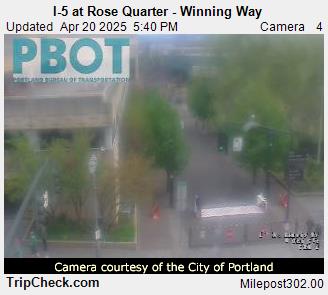 I-5 at Rose Quarter - Winning Way
Updated Apr 20 2025 5:40 PM Camera 4
PBOT
PORTLAND BUREAU OF TRANSPORTATION
Camera courtesy of the City of Portland
TripCheck.com Milepost302.00